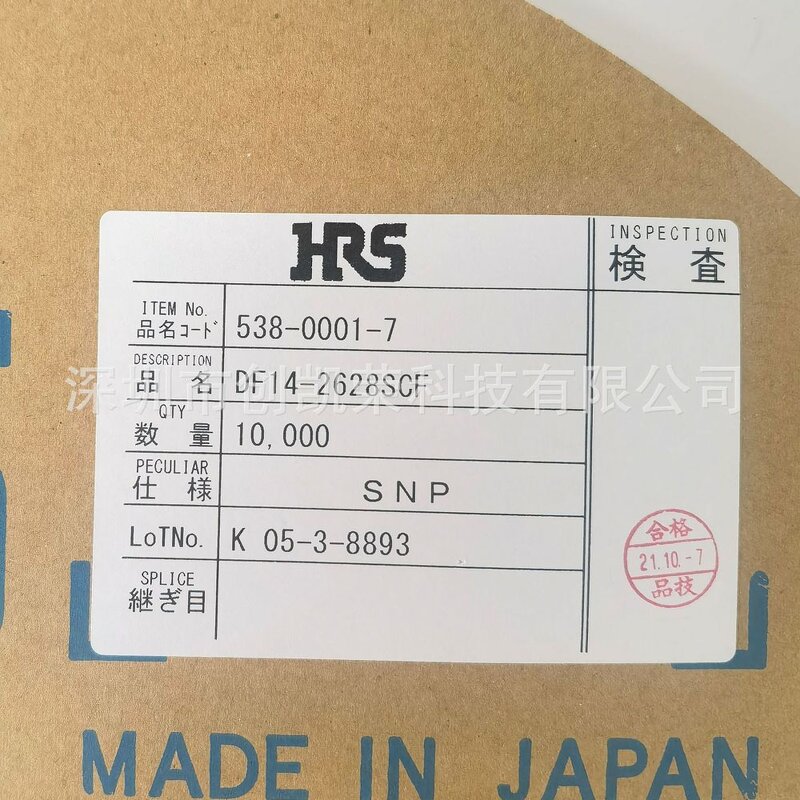 HRS
INSPECTION
検査
ITEM No.
品名コード 538-0001-7
DESCRIPTION
品名 DF14-2628SCF
深圳市创凯莱科技有限公司
QTY
数量 10,000
PECULIAR
仕様 SNP
LoTNo. K 05-3-8893
SPLICE
継ぎ目
合格
21.10.-7
品技
MADE IN JAPAN